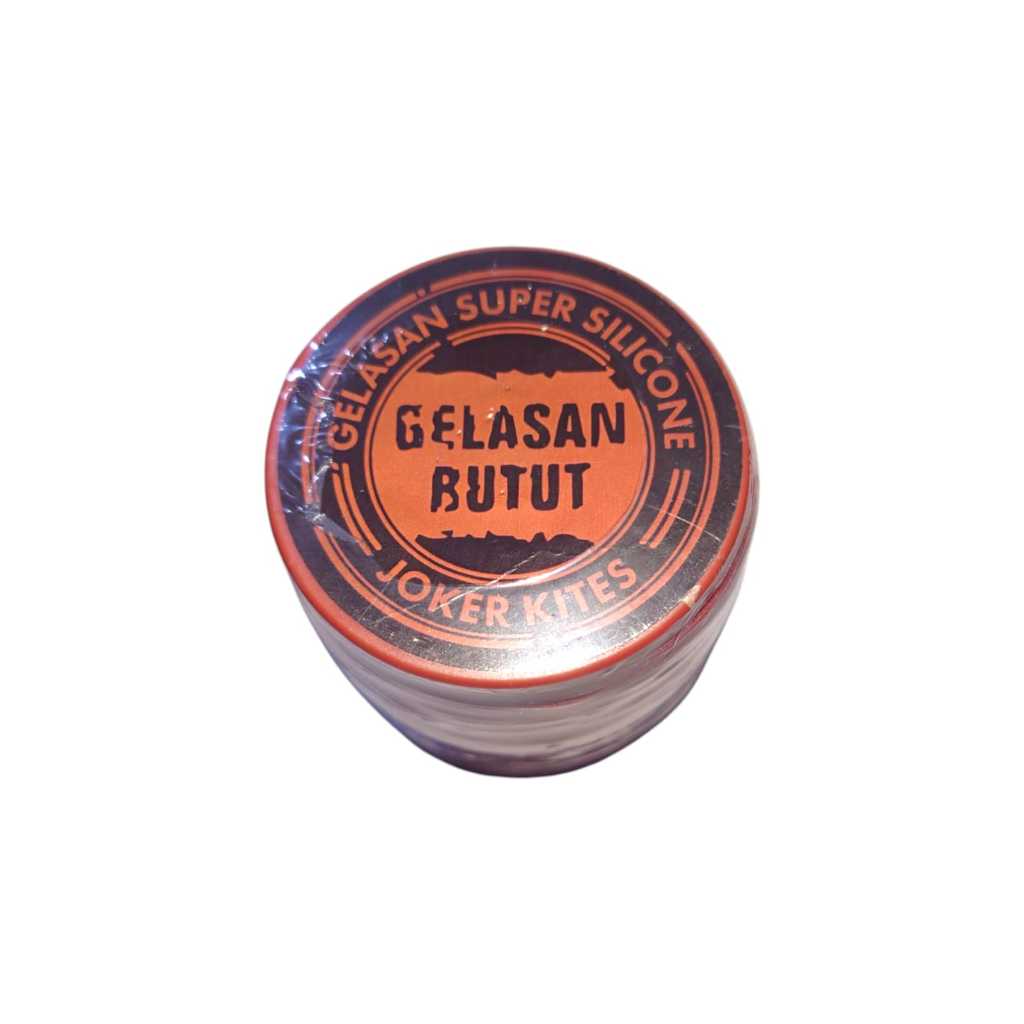 GELASAN SUPER SILICONE
GELASAN
BUTUT
JOKER KITES